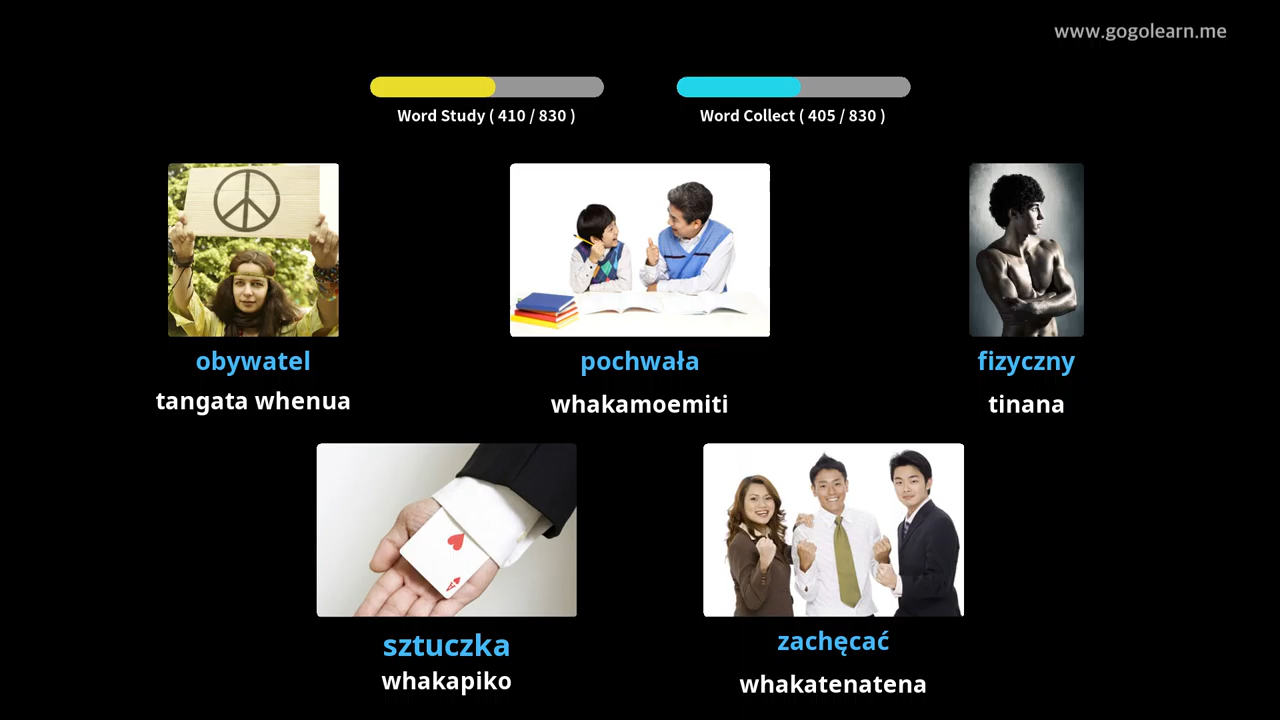 www.gogolearn.me
Word Study ( 410 / 830 )
Word Collect ( 405 / 830 )
obywatel
tangata whenua
pochwała
whakamoemiti
fizyczny
tinana
sztuczka
whakapiko
zachęcać
whakatenatena